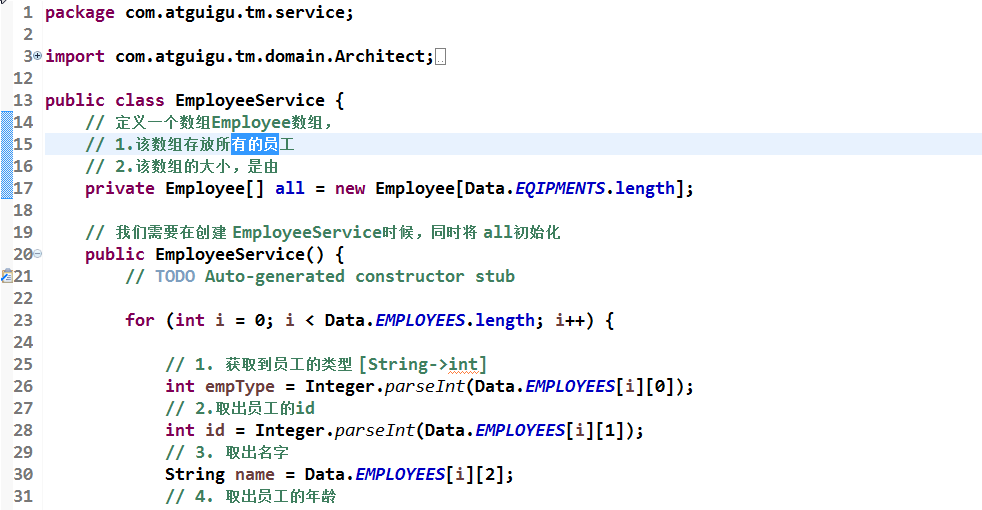 1 package com.atguigu.tm.service;
2
3 import com.atguigu.tm.domain.Architect;
12
13 public class EmployeeService {
14 // 定义一个数组Employee数组，
15 // 1.该数组存放所有的员工
16 // 2.该数组的大小，是由
17 private Employee[] all = new Employee[Data.EQIPMENTS.length];
18
19 // 我们需要在创建 EmployeeService时候，同时将 all初始化
20 public EmployeeService() {
21 // TODO Auto-generated constructor stub
22
23 for (int i = 0; i < Data.EMPLOYEES.length; i++) {
24
25 // 1. 获取到员工的类型 [String->int]
26 int empType = Integer.parseInt(Data.EMPLOYEES[i][0]);
27 // 2.取出员工的id
28 int id = Integer.parseInt(Data.EMPLOYEES[i][1]);
29 // 3. 取出名字
30 String name = Data.EMPLOYEES[i][2];
31 // 4. 取出员工的年龄